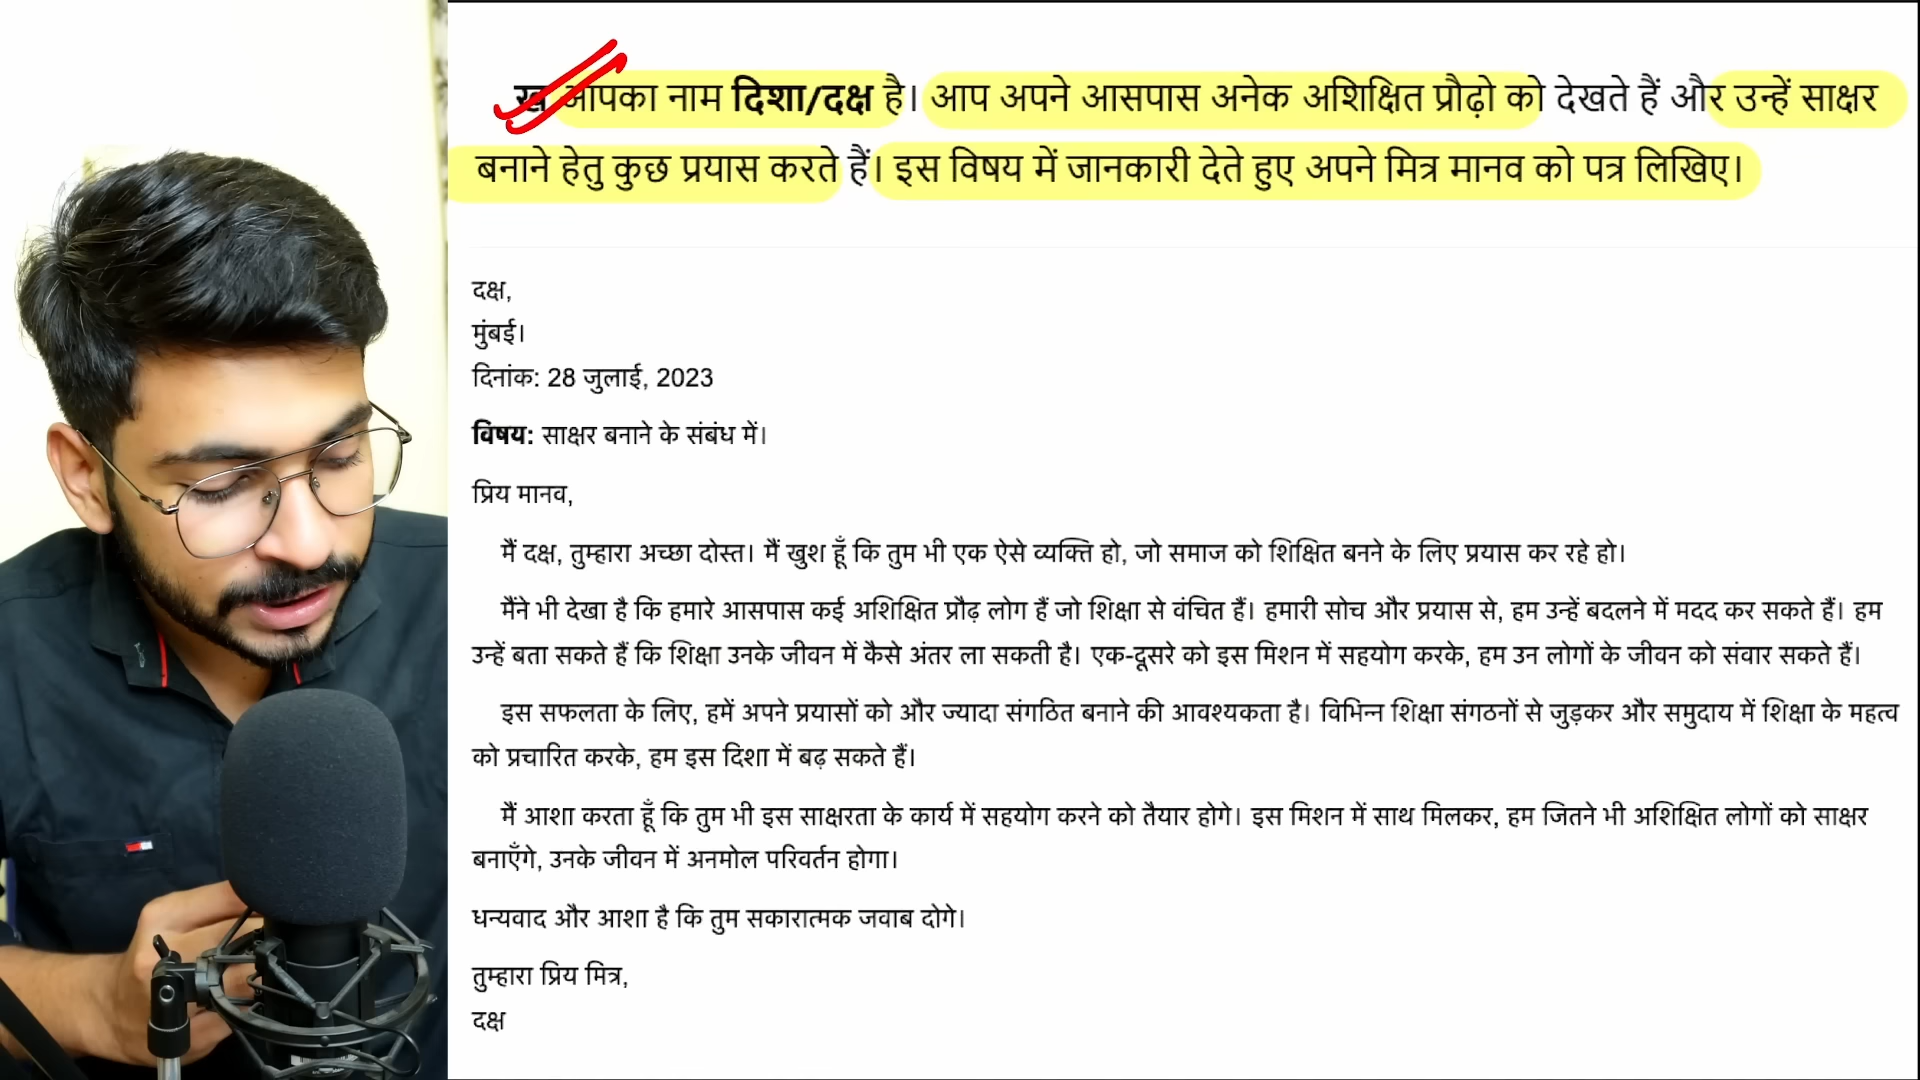 ख आपका नाम दिशा/दक्ष है। आप अपने आसपास अनेक अशिक्षित प्रौढ़ो को देखते हैं और उन्हें साक्षर
बनाने हेतु कुछ प्रयास करते हैं। इस विषय में जानकारी देते हुए अपने मित्र मानव को पत्र लिखिए।
दक्ष,
मुंबई।
दिनांक: 28 जुलाई, 2023
विषय: साक्षर बनाने के संबंध में।
प्रिय मानव,
मैं दक्ष, तुम्हारा अच्छा दोस्त। मैं खुश हूँ कि तुम भी एक ऐसे व्यक्ति हो, जो समाज को शिक्षित बनने के लिए प्रयास कर रहे हो।
मैंने भी देखा है कि हमारे आसपास कई अशिक्षित प्रौढ़ लोग हैं जो शिक्षा से वंचित हैं। हमारी सोच और प्रयास से, हम उन्हें बदलने में मदद कर सकते हैं। हम
उन्हें बता सकते हैं कि शिक्षा उनके जीवन में कैसे अंतर ला सकती है। एक-दूसरे को इस मिशन में सहयोग करके, हम उन लोगों के जीवन को संवार सकते हैं।
इस सफलता के लिए, हमें अपने प्रयासों को और ज्यादा संगठित बनाने की आवश्यकता है। विभिन्न शिक्षा संगठनों से जुड़कर और समुदाय में शिक्षा के महत्व
को प्रचारित करके, हम इस दिशा में बढ़ सकते हैं।
मैं आशा करता हूँ कि तुम भी इस साक्षरता के कार्य में सहयोग करने को तैयार होगे। इस मिशन में साथ मिलकर, हम जितने भी अशिक्षित लोगों को साक्षर
बनाएँगे, उनके जीवन में अनमोल परिवर्तन होगा।
धन्यवाद और आशा है कि तुम सकारात्मक जवाब दोगे।
तुम्हारा प्रिय मित्र,
दक्ष